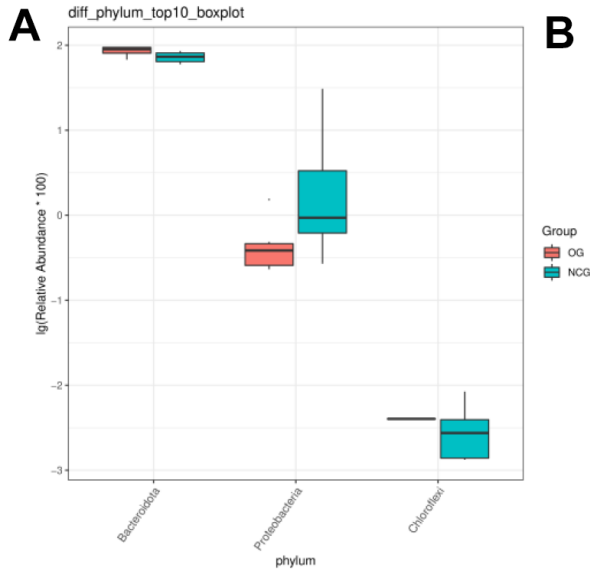 A
diff_phylum_top10_boxplot
B
2
1
0
−1
−2
−3
lg(Relative Abundance * 100)
Bacteroidota
Proteobacteria
Chloroflexi
phylum
Group
OG
NCG